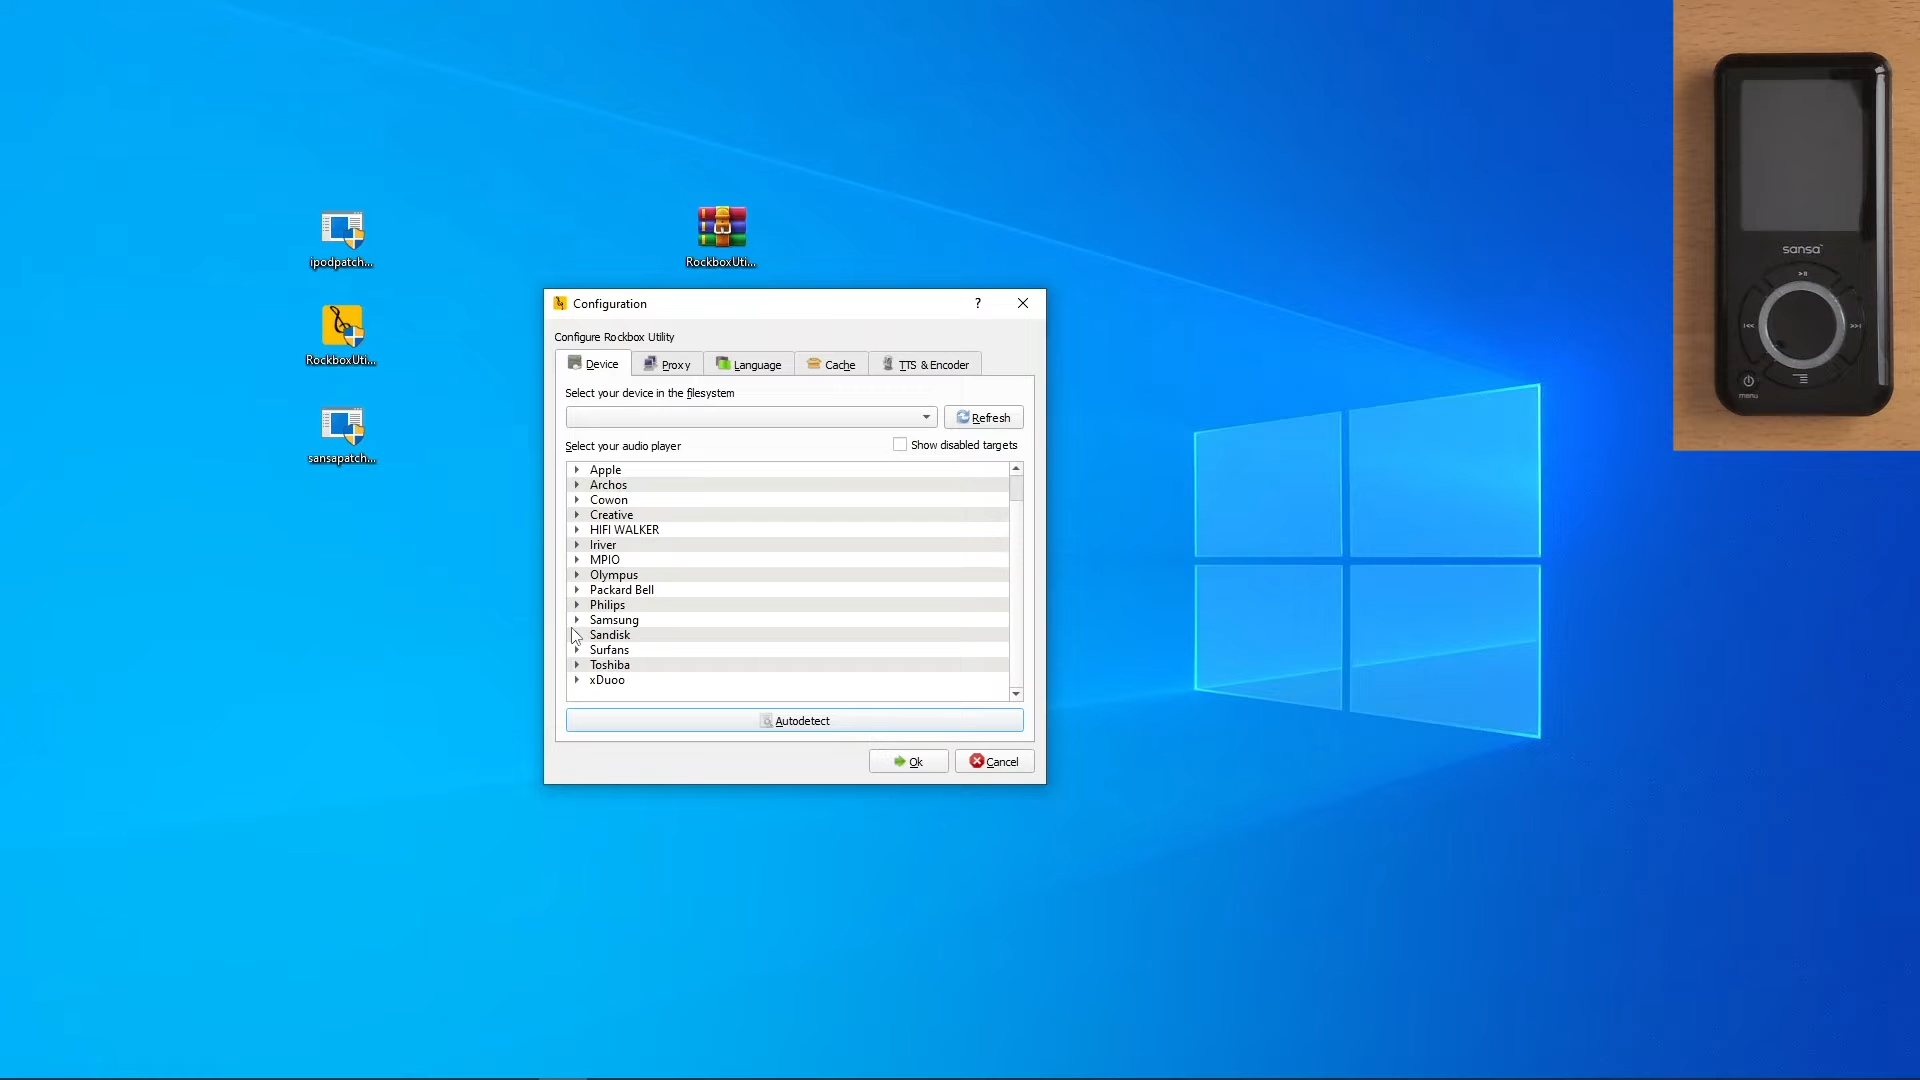 ipodpatch...
RockboxUti...
sansapatch...
RockboxUti...
Configuration
?
Configure Rockbox Utility
Device
Proxy
Language
Cache
TTS & Encoder
Select your device in the filesystem
Refresh
Select your audio player
Show disabled targets
Apple
Archos
Cowon
Creative
HIFI WALKER
Iriver
MPIO
Olympus
Packard Bell
Philips
Samsung
Sandisk
Surfans
Toshiba
xDuoo
Autodetect
Ok
Cancel
sansa
menu